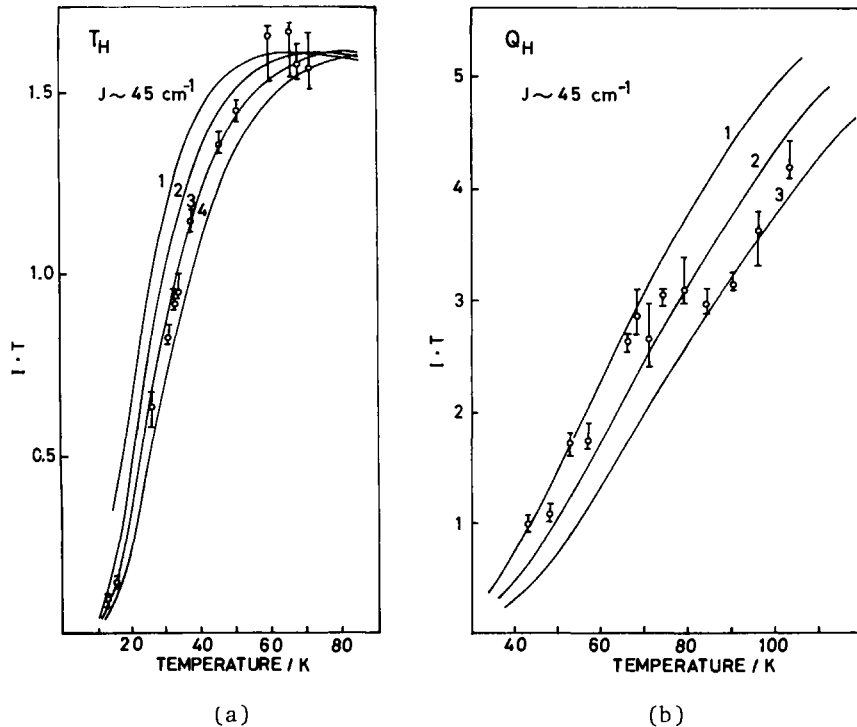 T_H
J ~ 45 cm⁻¹
1.5
1.0
0.5
I · T
1
2
3
4
20 40 60 80
TEMPERATURE / K
(a)
Q_H
J ~ 45 cm⁻¹
5
4
3
2
1
I · T
1
2
3
40 60 80 100
TEMPERATURE / K
(b)